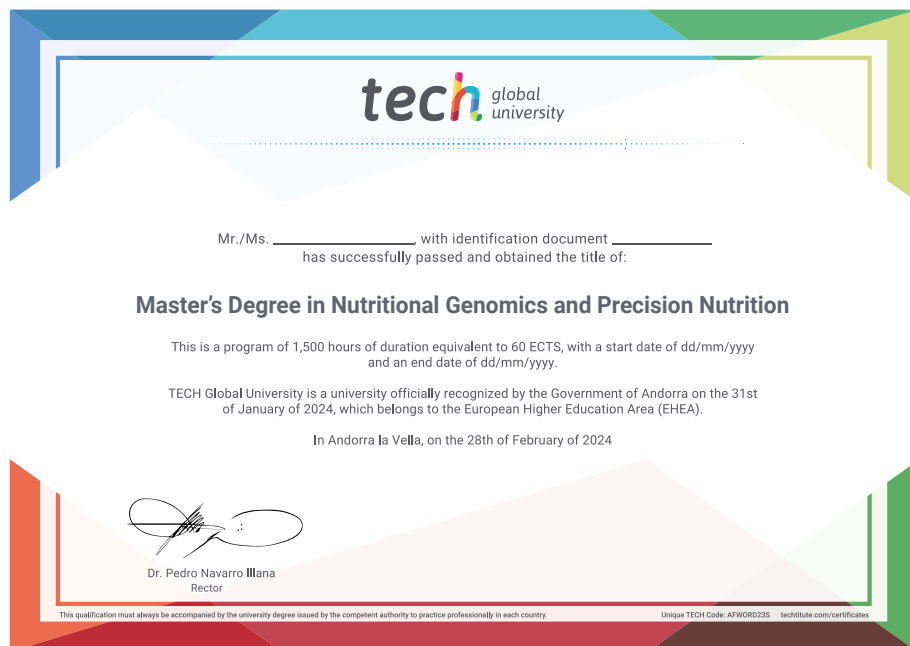 tech global
university
Mr./Ms. ________________, with identification document ____________
has successfully passed and obtained the title of:
Master's Degree in Nutritional Genomics and Precision Nutrition
This is a program of 1,500 hours of duration equivalent to 60 ECTS, with a start date of dd/mm/yyyy
and an end date of dd/mm/yyyy.
TECH Global University is a university officially recognized by the Government of Andorra on the 31st
of January of 2024, which belongs to the European Higher Education Area (EHEA).
In Andorra la Vella, on the 28th of February of 2024
Dr. Pedro Navarro Illana
Rector
This qualification must always be accompanied by the university degree issued by the competent authority to practice professionally in each country.
Unique TECH Code: AFWORD23S techtitute.com/certificates